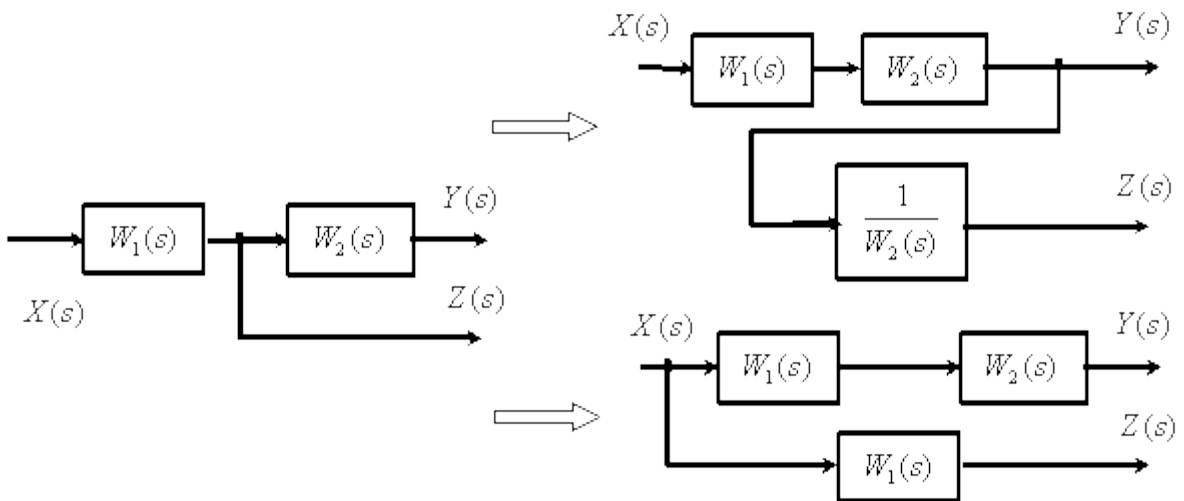 W₁(s) W₂(s) Y(s)
X(s) Z(s)
X(s) W₁(s) W₂(s) Y(s)
1
W₂(s)
Z(s)
X(s) W₁(s) W₂(s) Y(s)
W₁(s) Z(s)